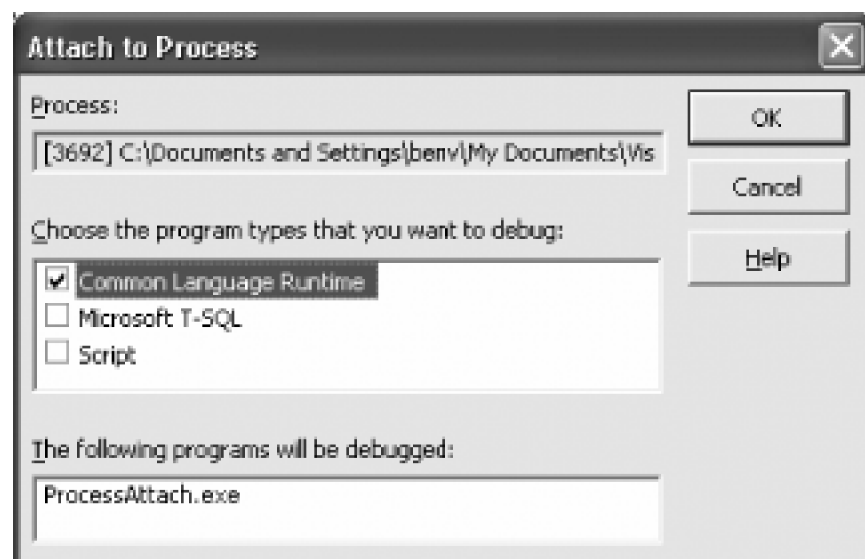 Attach to Process
Process:
[3692] C:\Documents and Settings\benv\My Documents\Vis
Choose the program types that you want to debug:
Common Language Runtime
Microsoft T-SQL
Script
The following programs will be debugged:
ProcessAttach.exe
OK
Cancel
Help